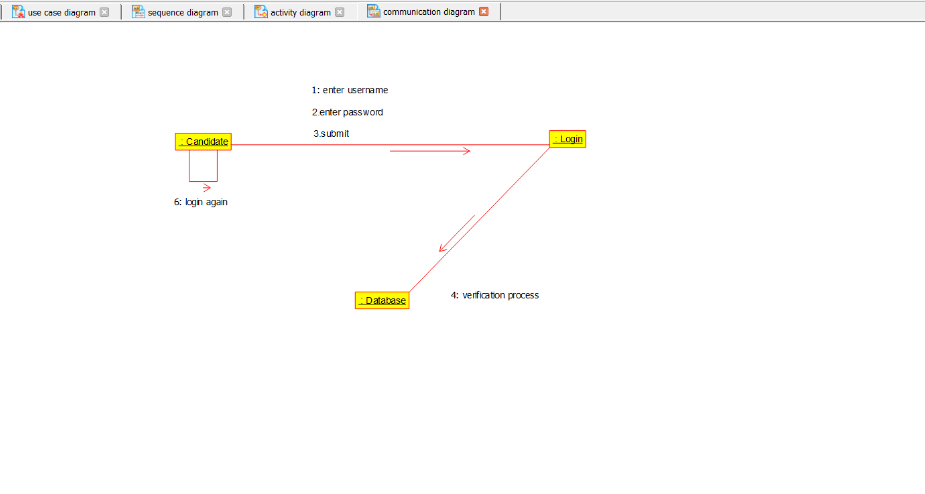 use case diagram
sequence diagram
activity diagram
communication diagram
1: enter username
2.enter password
3.submit
: Candidate
: Login
6: login again
: Database
4: verification process